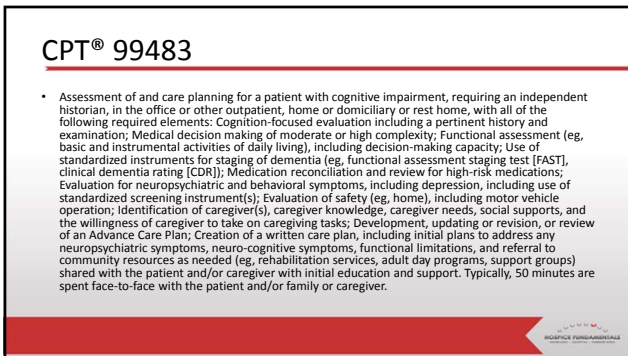 CPT® 99483
• Assessment of and care planning for a patient with cognitive impairment, requiring an independent
historian, in the office or other outpatient, home or domiciliary or rest home, with all of the
following required elements: Cognition-focused evaluation including a pertinent history and
examination; Medical decision making of moderate or high complexity; Functional assessment (eg,
basic and instrumental activities of daily living), including decision-making capacity; Use of
standardized instruments for staging of dementia (eg, functional assessment staging test [FAST],
clinical dementia rating [CDR]); Medication reconciliation and review for high-risk medications;
Evaluation for neuropsychiatric and behavioral symptoms, including depression, including use of
standardized screening instrument(s); Evaluation of safety (eg, home), including motor vehicle
operation; Identification of caregiver(s), caregiver knowledge, caregiver needs, social supports, and
the willingness of caregiver to take on caregiving tasks; Development, updating or revision, or review
of an Advance Care Plan; Creation of a written care plan, including initial plans to address any
neuropsychiatric symptoms, neuro-cognitive symptoms, functional limitations, and referral to
community resources as needed (eg, rehabilitation services, adult day programs, support groups)
shared with the patient and/or caregiver with initial education and support. Typically, 50 minutes are
spent face-to-face with the patient and/or family or caregiver.
HOSPICE FUNDAMENTALS